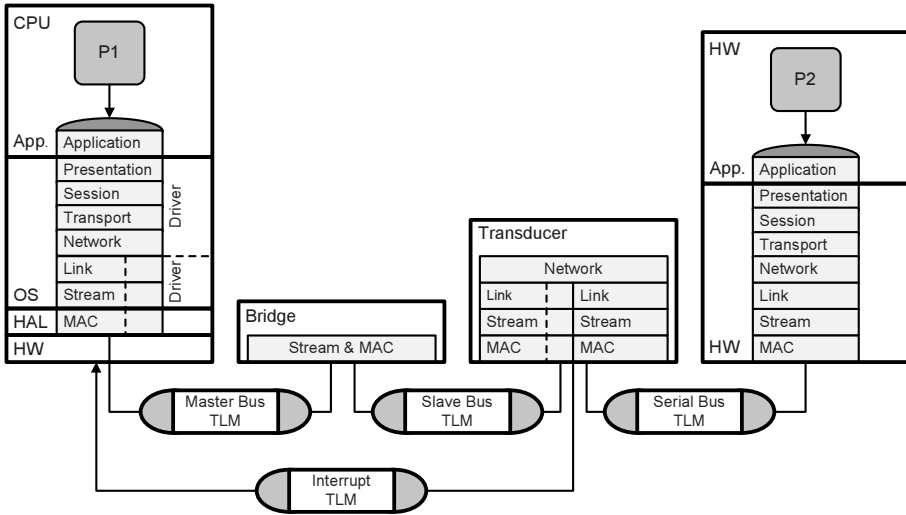 CPU
P1
App.
Application
Presentation
Session
Transport
Network
Driver
Link
Stream
Driver
OS
HAL
MAC
HW
Bridge
Stream & MAC
Transducer
Network
Link
Link
Stream
Stream
MAC
MAC
HW
P2
App.
Application
Presentation
Session
Transport
Network
Link
Stream
HW
MAC
Master Bus
TLM
Slave Bus
TLM
Serial Bus
TLM
Interrupt
TLM